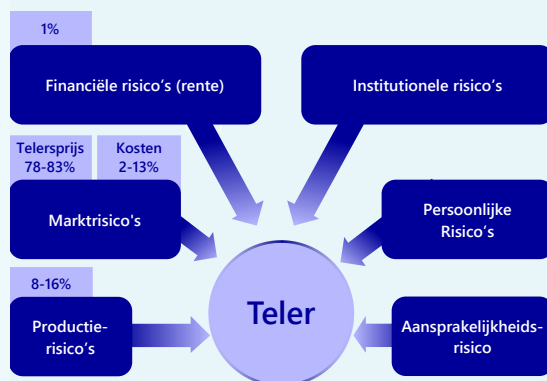 1%
Financiële risico's (rente)
Institutionele risico's
Telersprijs
78-83%
Kosten
2-13%
Marktrisico's
Persoonlijke
Risico's
8-16%
Productie-
risico's
Teler
Aansprakelijkheids-
risico